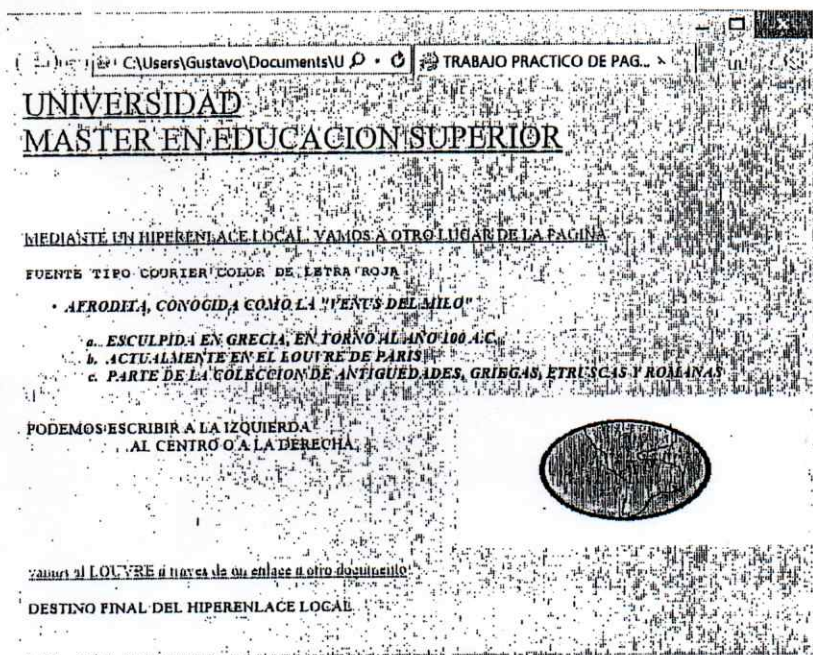 C:\Users\Gustavo\Documents\U
TRABAJO PRACTICO DE PAG...
UNIVERSIDAD
MASTER EN EDUCACION SUPERIOR
MEDIANTE UN HIPERENLACE LOCAL, VAMOS A OTRO LUGAR DE LA PAGINA
FUENTE TIPO COURIER COLOR DE LETRA ROJA
• AFRODITA, CONOCIDA COMO LA "VENUS DEL MILO"
a. ESCULPIDA EN GRECIA, EN TORNO AL AÑO 100 A.C.
b. ACTUALMENTE EN EL LOUVRE DE PARIS
c. PARTE DE LA COLECCION DE ANTIGUEDADES, GRIEGAS, ETRUSCAS Y ROMANAS
PODEMOS ESCRIBIR A LA IZQUIERDA
AL CENTRO O A LA DERECHA
vamos al LOUVRE a traves de un enlace a otro documento
DESTINO FINAL DEL HIPERENLACE LOCAL